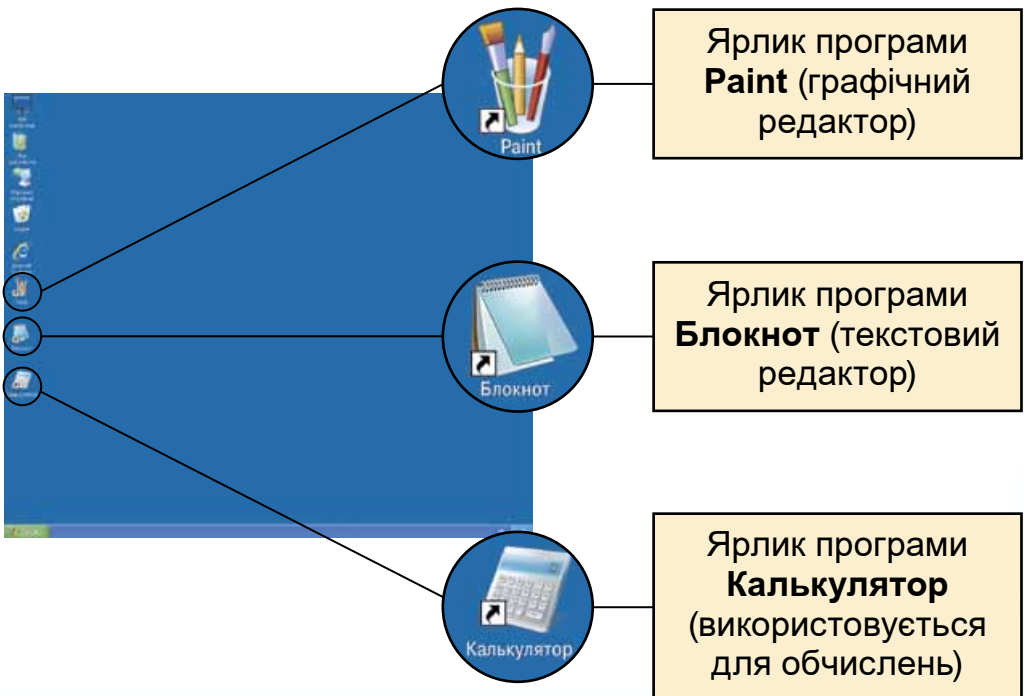 Paint
Ярлик програми
Paint (графічний
редактор)
Блокнот
Ярлик програми
Блокнот (текстовий
редактор)
Калькулятор
Ярлик програми
Калькулятор
(використовується
для обчислень)